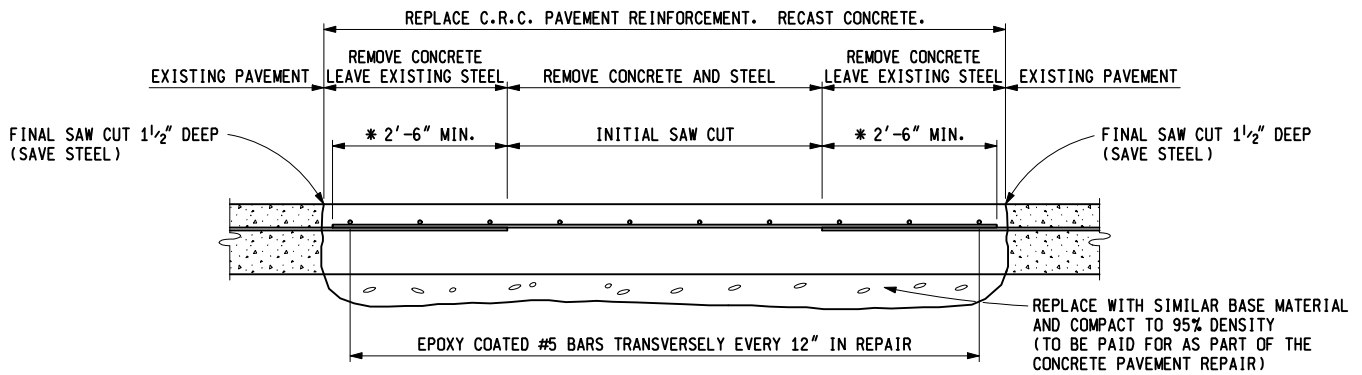 REPLACE C.R.C. PAVEMENT REINFORCEMENT. RECAST CONCRETE.
EXISTING PAVEMENT
REMOVE CONCRETE
LEAVE EXISTING STEEL
REMOVE CONCRETE AND STEEL
REMOVE CONCRETE
LEAVE EXISTING STEEL
EXISTING PAVEMENT
FINAL SAW CUT 1 1/2" DEEP
(SAVE STEEL)
* 2'-6" MIN.
INITIAL SAW CUT
* 2'-6" MIN.
FINAL SAW CUT 1 1/2" DEEP
(SAVE STEEL)
REPLACE WITH SIMILAR BASE MATERIAL
AND COMPACT TO 95% DENSITY
(TO BE PAID FOR AS PART OF THE
CONCRETE PAVEMENT REPAIR)
EPOXY COATED #5 BARS TRANSVERSELY EVERY 12" IN REPAIR